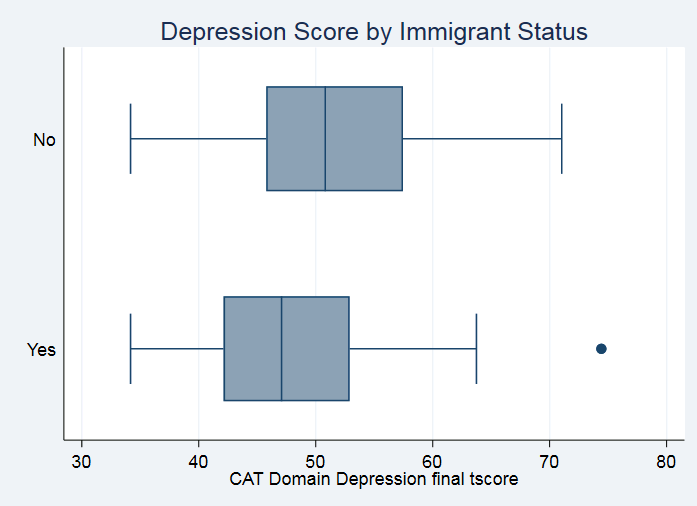 Depression Score by Immigrant Status
No
Yes
30 40 50 60 70 80
CAT Domain Depression final tscore